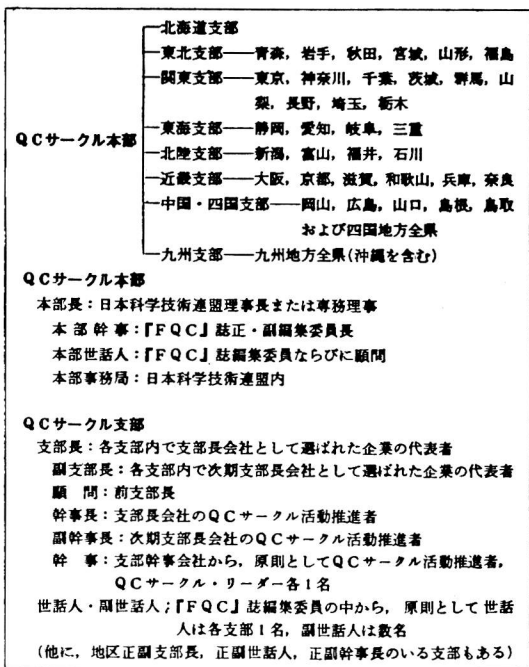 北海道支部
東北支部──青森，岩手，秋田，宮城，山形，福島
関東支部──東京，神奈川，千葉，茨城，群馬，山
梨，長野，埼玉，栃木
QCサークル本部
東海支部──静岡，愛知，岐阜，三重
北陸支部──新潟，富山，福井，石川
近畿支部──大阪，京都，滋賀，和歌山，兵庫，奈良
中国・四国支部──岡山，広島，山口，島根，鳥取
および四国地方全県
九州支部──九州地方全県(沖縄を含む)
QCサークル本部
本部長：日本科学技術連盟理事長または専務理事
本部幹事：『FQC』誌正・副編集委員長
本部世話人：『FQC』誌編集委員ならびに顧問
本部事務局：日本科学技術連盟内
QCサークル支部
支部長：各支部内で支部長会社として選ばれた企業の代表者
副支部長：各支部内で次期支部長会社として選ばれた企業の代表者
顧　問：前支部長
幹事長：支部長会社のQCサークル活動推進者
副幹事長：次期支部長会社のQCサークル活動推進者
幹　事：支部幹事会社から，原則としてQCサークル活動推進者，
QCサークル・リーダー各1名
世話人・副世話人；『FQC』誌編集委員の中から，原則として世話
人は各支部1名，副世話人は数名
(他に，地区正副支部長，正副世話人，正副幹事長のいる支部もある)